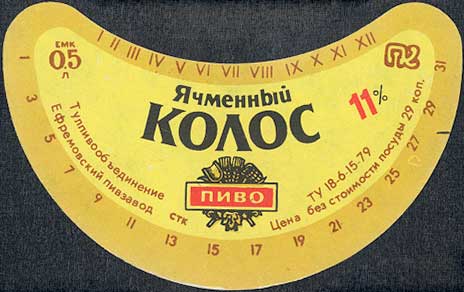 I II III IV V VI VII VIII IX X XI XII
ЕМК
0,5
л
Ячменный
КОЛОС
11%
ПИВО
Тулпивообъединение
Ефремовский пивзавод
стк
ТУ 18-6-15-79
Цена без стоимости посуды 29 коп.
1 3 5 7 9 11 13 15 17 19 21 23 25 27 29 31